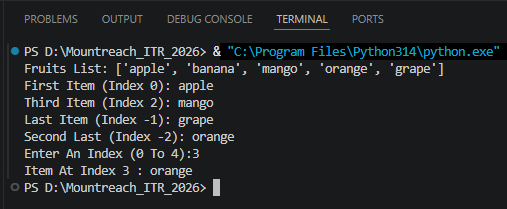 PROBLEMS OUTPUT DEBUG CONSOLE TERMINAL PORTS
PS D:\Mountreach_ITR_2026> & "C:\Program Files\Python314\python.exe"
Fruits List: ['apple', 'banana', 'mango', 'orange', 'grape']
First Item (Index 0): apple
Third Item (Index 2): mango
Last Item (Index -1): grape
Second Last (Index -2): orange
Enter An Index (0 To 4):3
Item At Index 3 : orange
PS D:\Mountreach_ITR_2026>